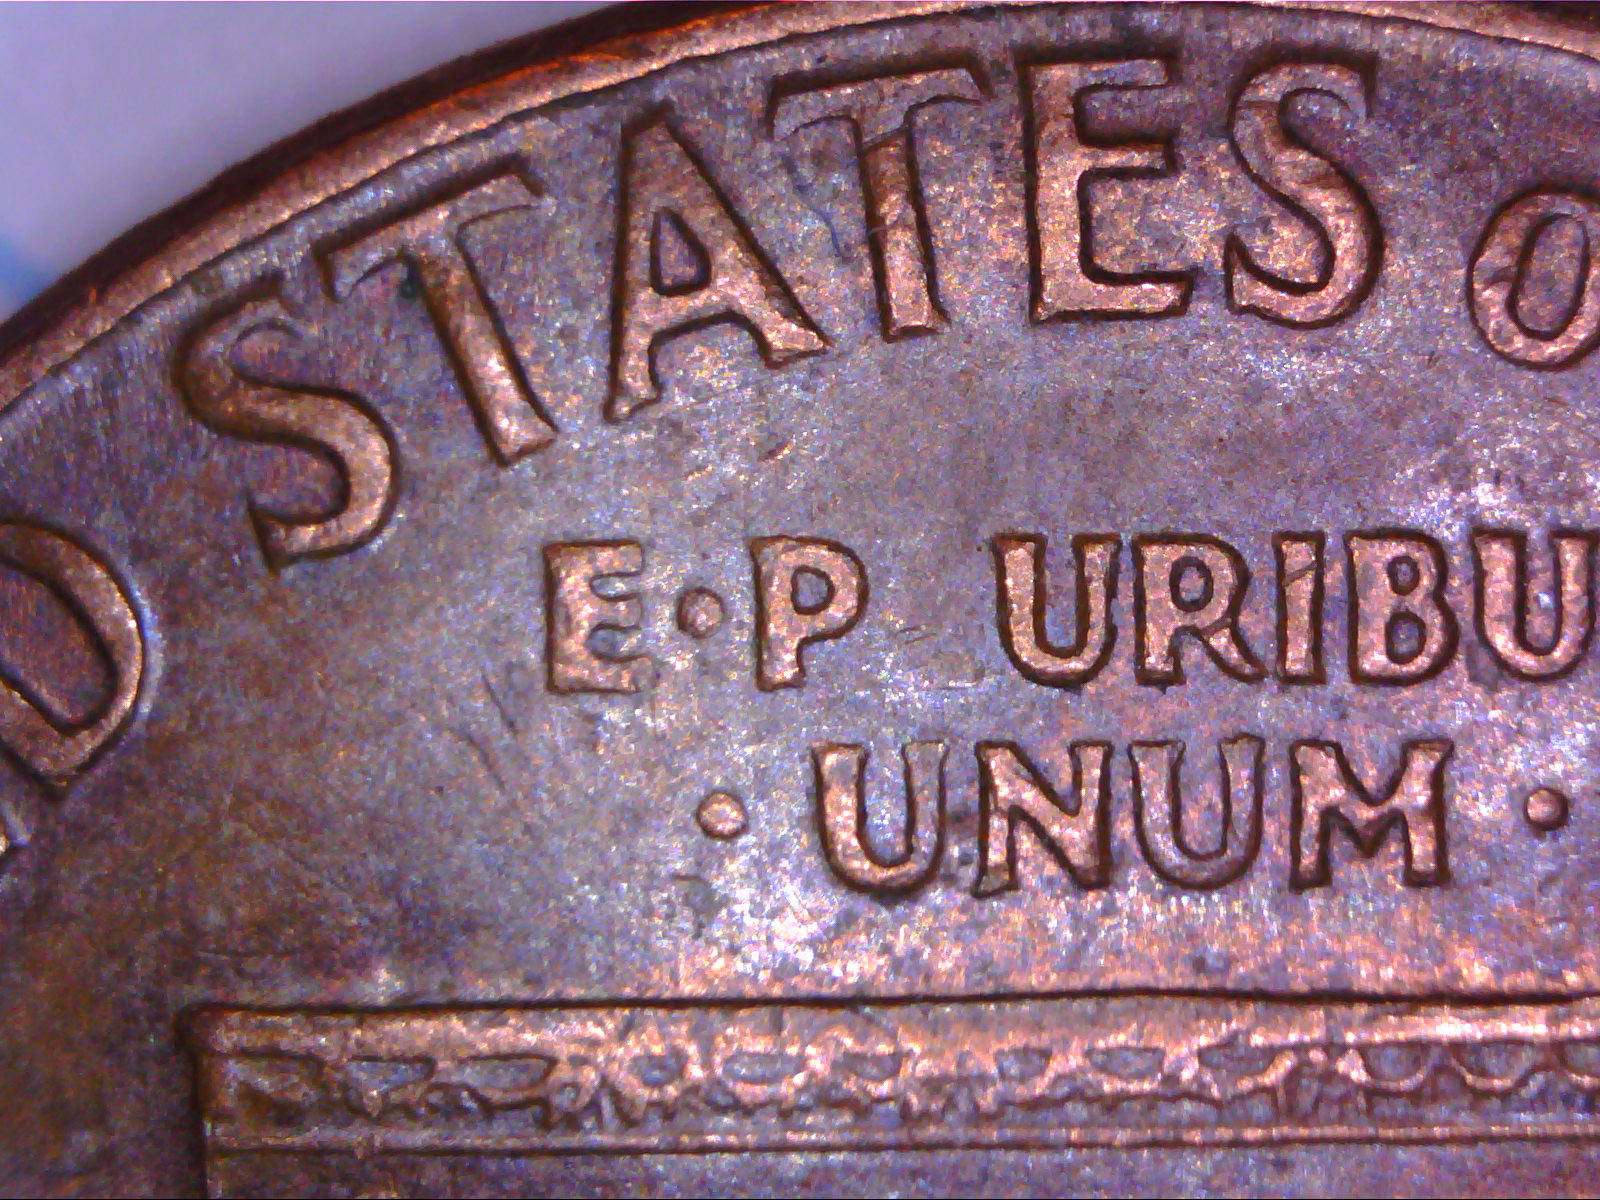 D STATES O
E·P URIBU
·UNUM·